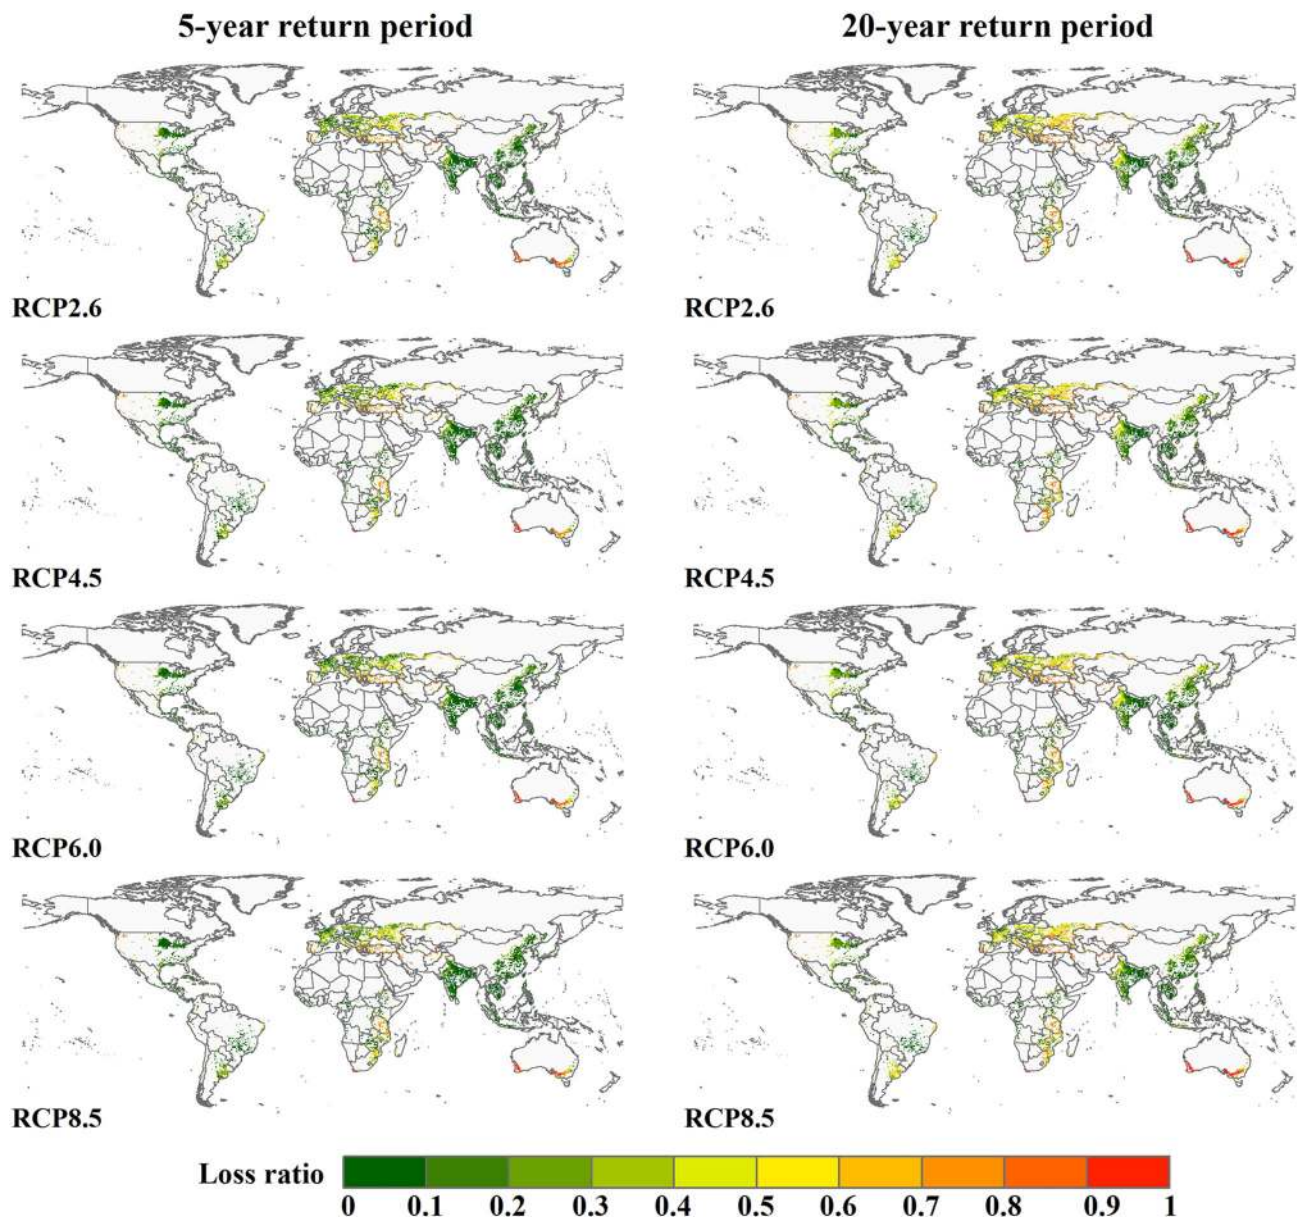 5-year return period 20-year return period
RCP2.6 RCP2.6
RCP4.5 RCP4.5
RCP6.0 RCP6.0
RCP8.5 RCP8.5
Loss ratio
0 0.1 0.2 0.3 0.4 0.5 0.6 0.7 0.8 0.9 1